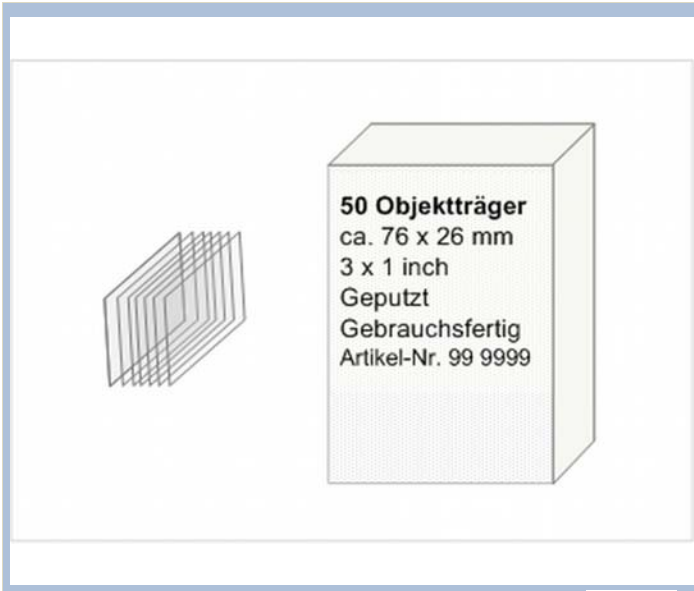 50 Objektträger
ca. 76 x 26 mm
3 x 1 inch
Geputzt
Gebrauchsfertig
Artikel-Nr. 99 9999